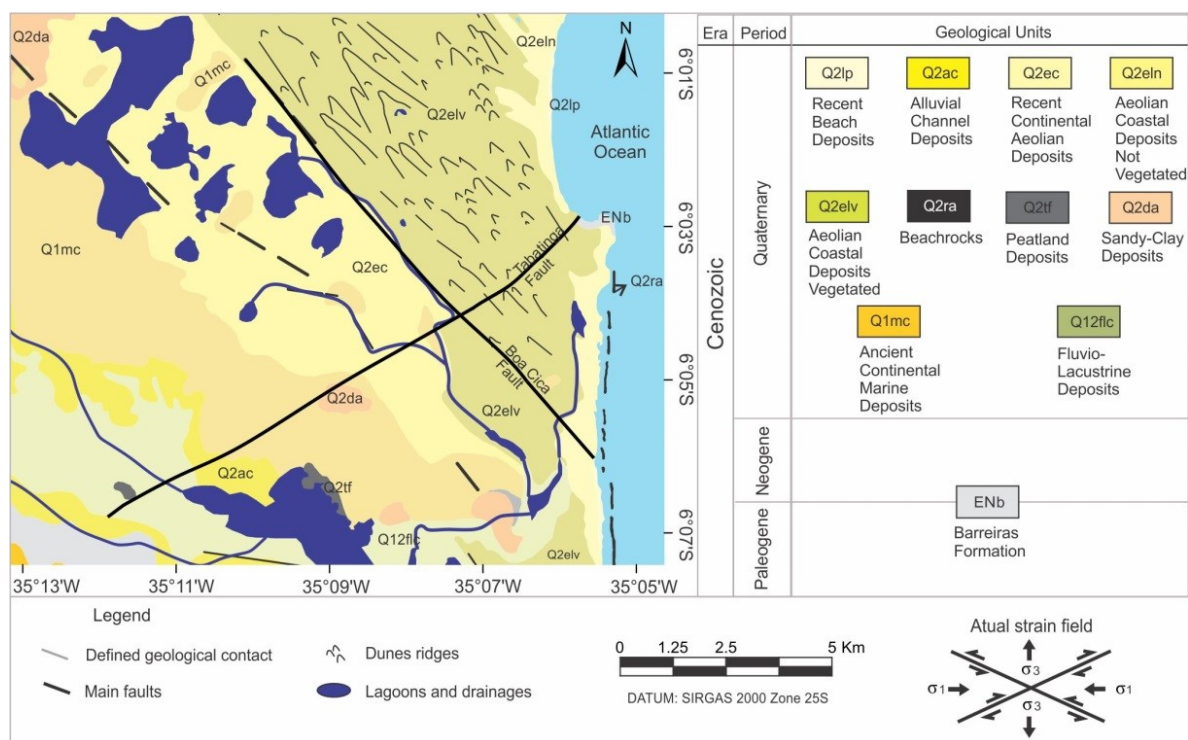 Q2da
Q1mc
Q2eln
Q2elv
Q2lp
N
Atlantic
Ocean
ENb
Q1mc
Q2ec
Tabatinga
Fault
Q2ra
Boa Cica
Fault
Q2da
Q2elv
Q2ac
Q2tf
Q12flc
Q2elv
6°01'S
6°03'S
6°05'S
6°07'S
35°13'W
35°11'W
35°09'W
35°07'W
35°05'W
Era
Period
Geological Units
Cenozoic
Quaternary
Neogene
Paleogene
Q2lp
Recent
Beach
Deposits
Q2ac
Alluvial
Channel
Deposits
Q2ec
Recent
Continental
Aeolian
Deposits
Q2eln
Aeolian
Coastal
Deposits
Not
Vegetated
Q2elv
Aeolian
Coastal
Deposits
Vegetated
Q2ra
Beachrocks
Q2tf
Peatland
Deposits
Q2da
Sandy-Clay
Deposits
Q1mc
Ancient
Continental
Marine
Deposits
Q12flc
Fluvio-
Lacustrine
Deposits
ENb
Barreiras
Formation
Legend
Defined geological contact
Main faults
Dunes ridges
Lagoons and drainages
0 1.25 2.5 5 Km
DATUM: SIRGAS 2000 Zone 25S
Atual strain field
σ3
σ1
σ1
σ3